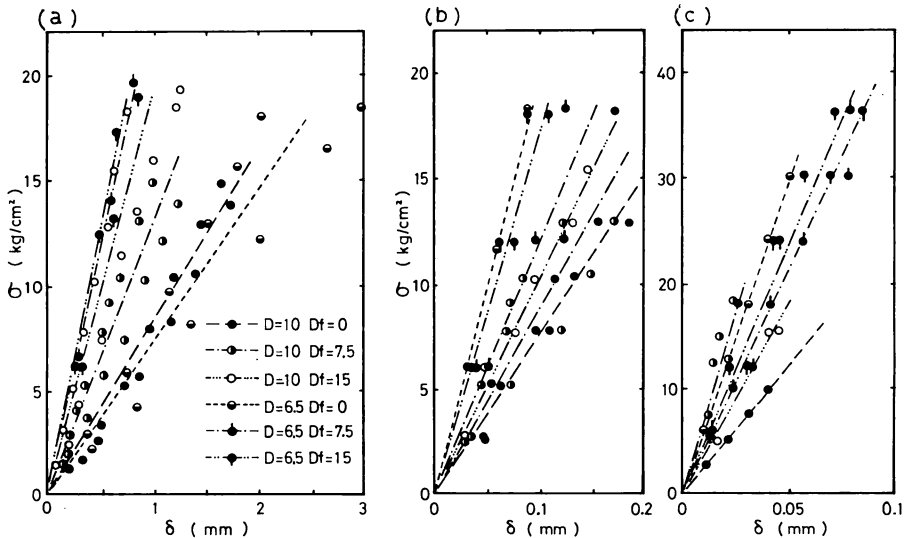 (a)
(b)
(c)
20
15
10
5
0
σ ( kg/cm² )
0 1 2 3
δ ( mm )
D=10 Df=0
D=10 Df=7.5
D=10 Df=15
D=6.5 Df=0
D=6.5 Df=7.5
D=6.5 Df=15
20
15
10
5
0
σ ( kg/cm² )
0 0.05 0.1 0.2
δ ( mm )
40
30
20
10
0
0 0.05 0.1
δ ( mm )